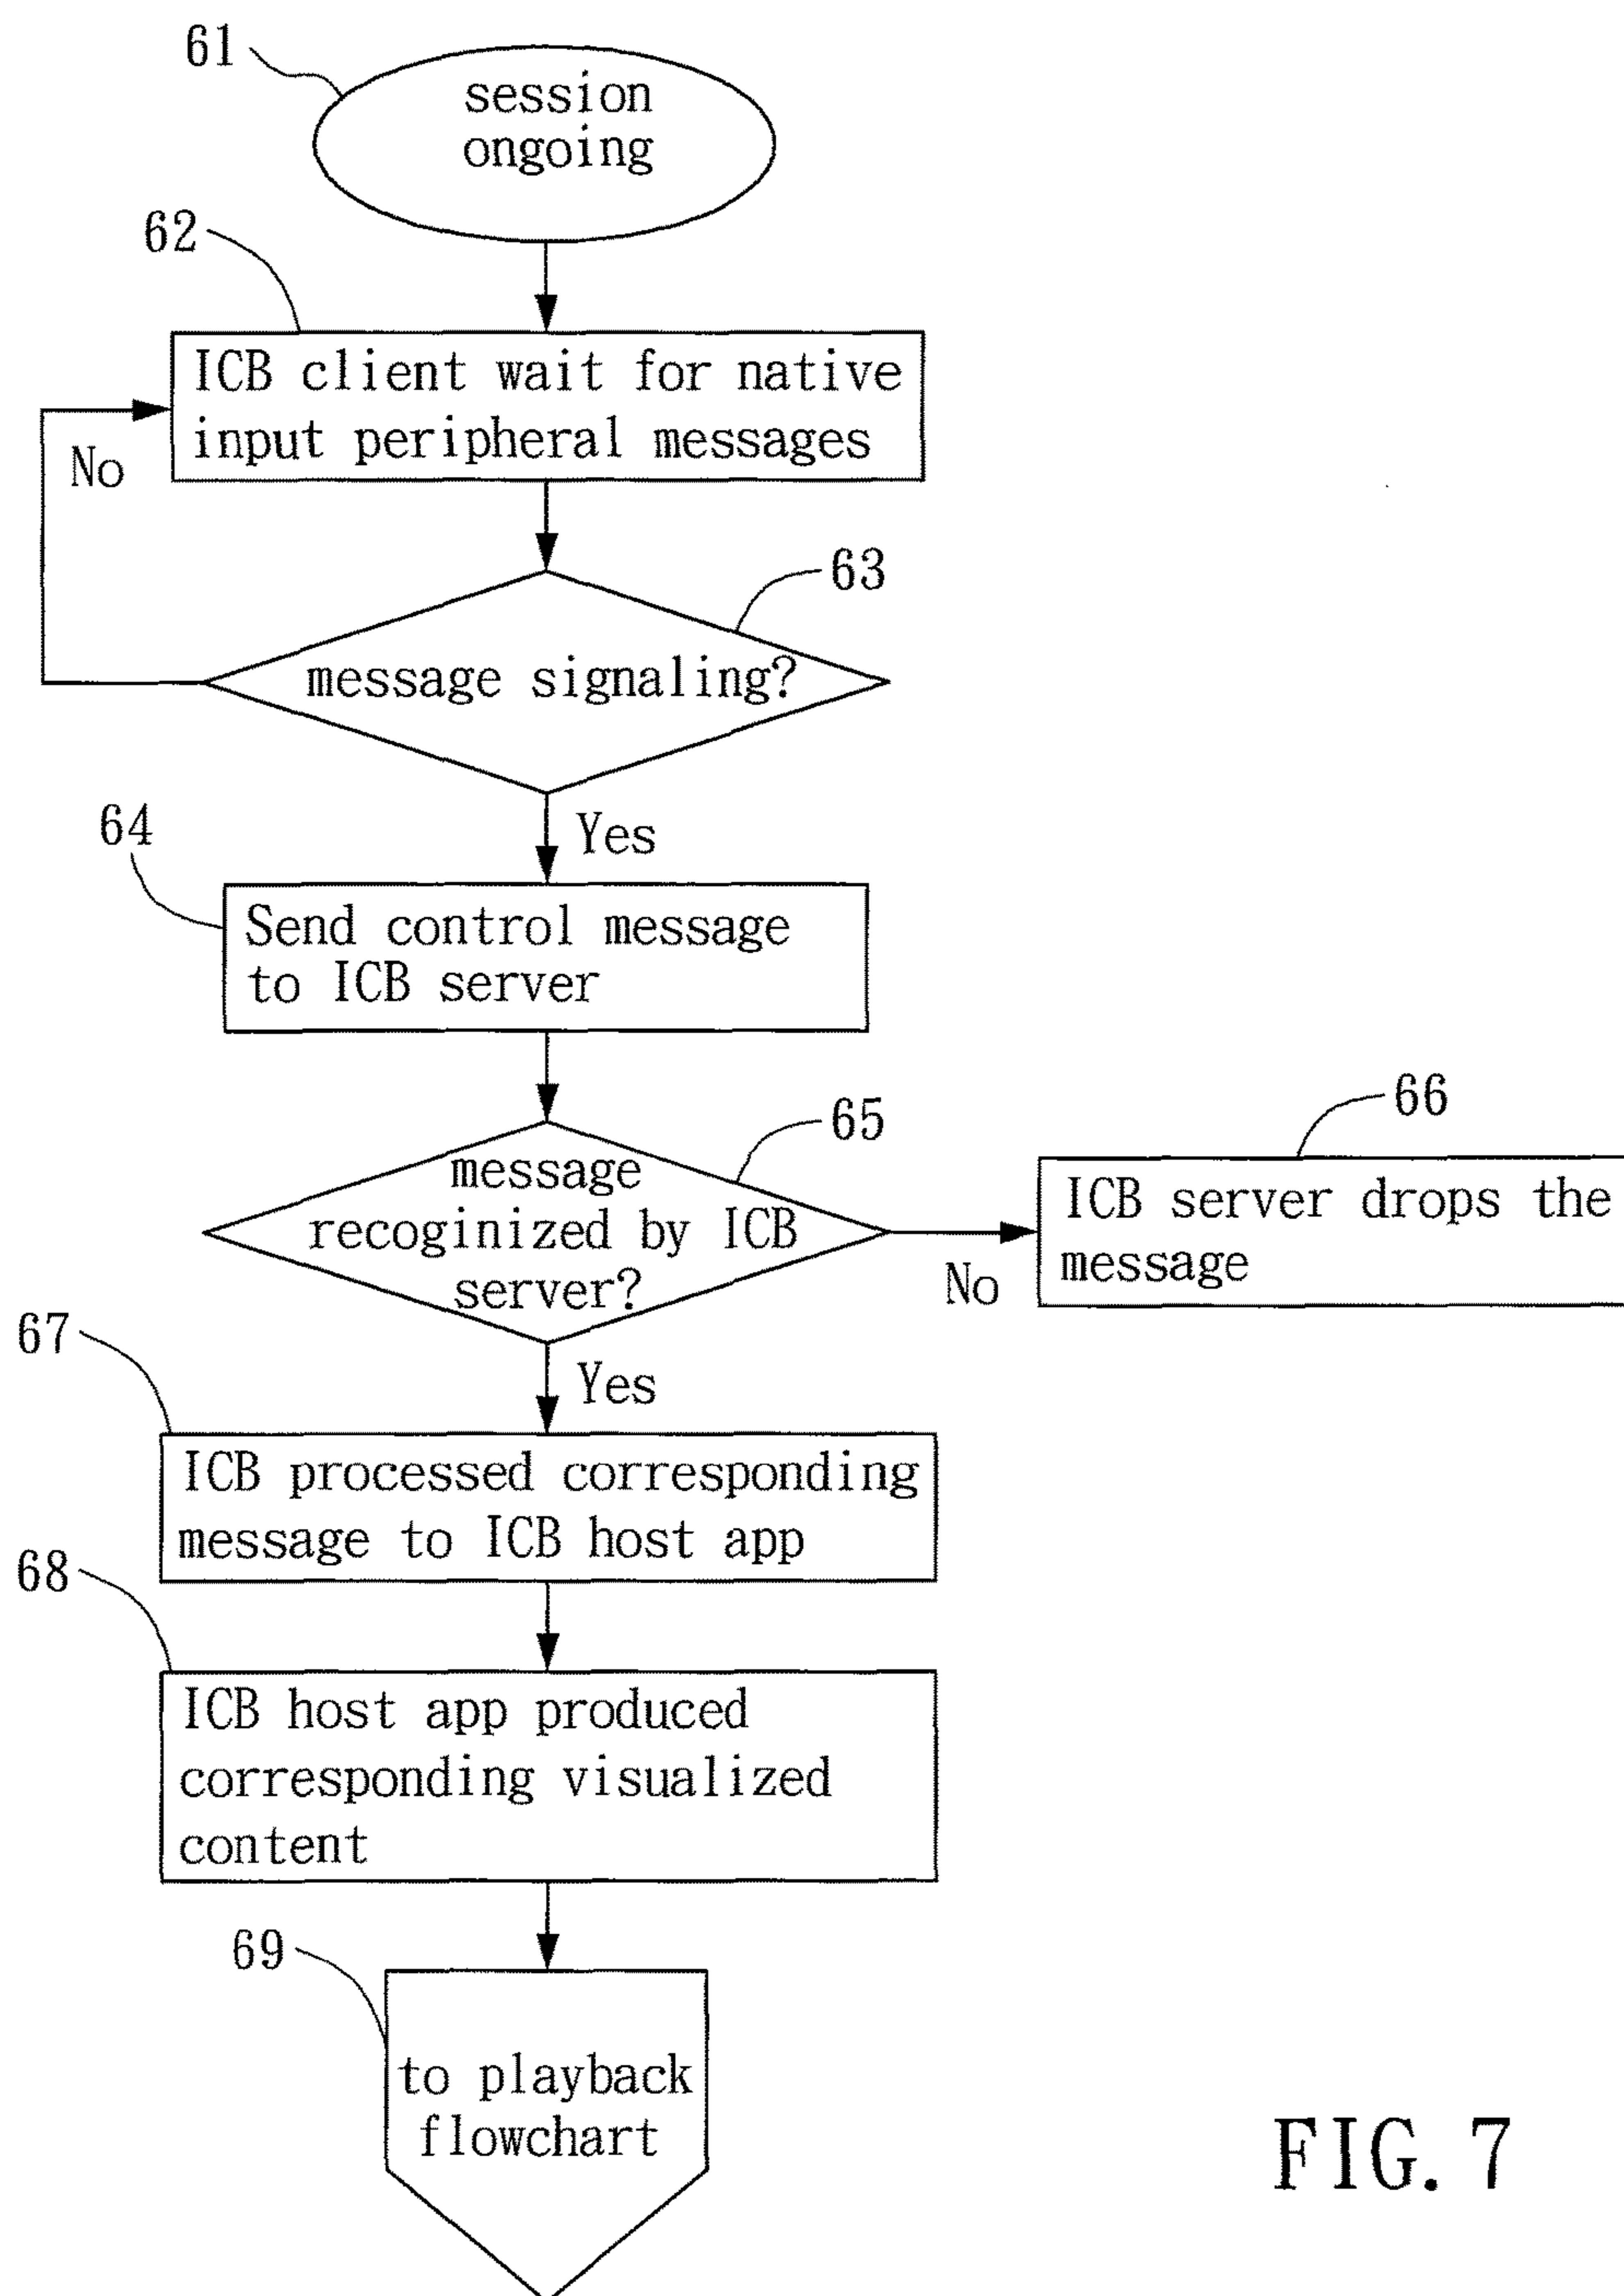 61
session
ongoing
62
ICB client wait for native
input peripheral messages
No
63
message signaling?
Yes
64
Send control message
to ICB server
65
message
recoginized by ICB
server?
66
ICB server drops the
message
No
Yes
67
ICB processed corresponding
message to ICB host app
68
ICB host app produced
corresponding visualized
content
69
to playback
flowchart
FIG. 7